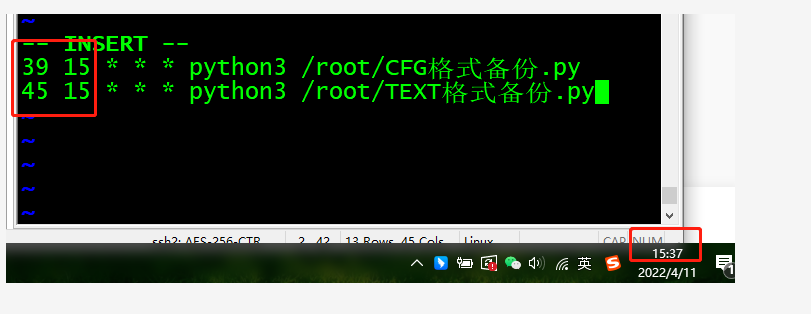 ~
-- INSERT --
39 15 * * * python3 /root/CFG格式备份.py
45 15 * * * python3 /root/TEXT格式备份.py
~
~
~
~
~
ssh2: AES-256-CTR 2, 42 13 Rows, 45 Cols Linux CAP NUM
英 15:37
2022/4/11 1